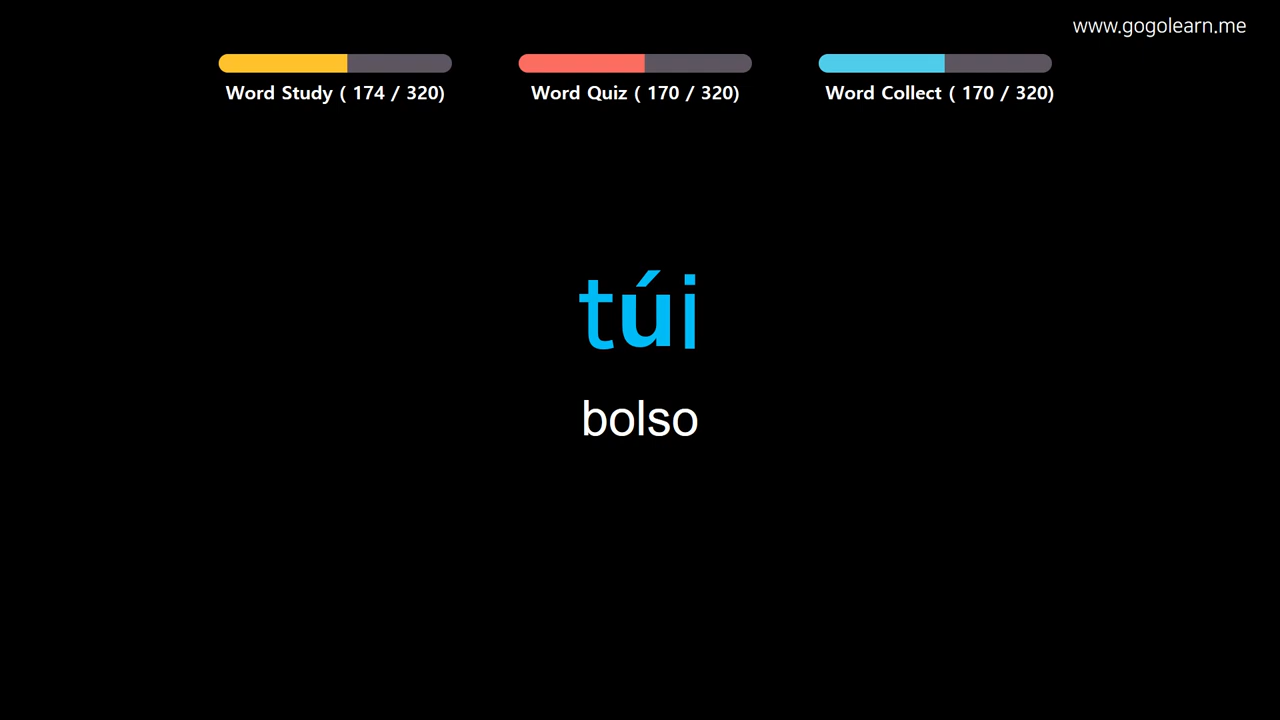 www.gogolearn.me
Word Study ( 174 / 320)
Word Quiz ( 170 / 320)
Word Collect ( 170 / 320)
túi
bolso